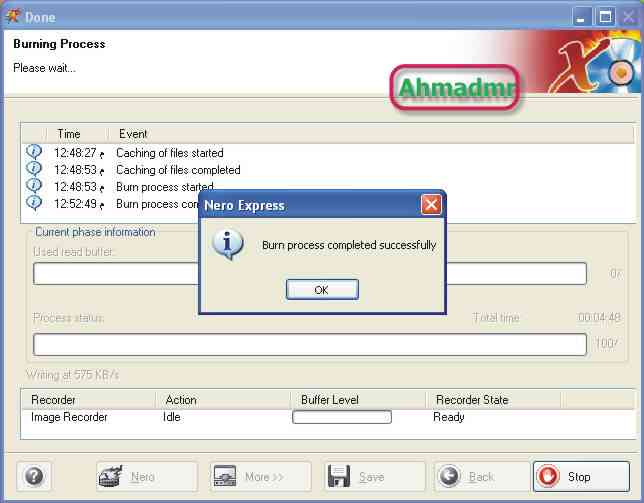 Done
Burning Process
Please wait...
Ahmadmr
Time Event
12:48:27 م Caching of files started
12:48:53 م Caching of files completed
12:48:53 م Burn process started
12:52:49 م Burn process com
Nero Express
Burn process completed successfully
OK
Current phase information
Used read buffer:
0/
Process status: Total time: 00:04:48
100/
Writing at 575 KB/s
Recorder Action Buffer Level Recorder State
Image Recorder Idle Ready
? Nero More >> Save Back Stop